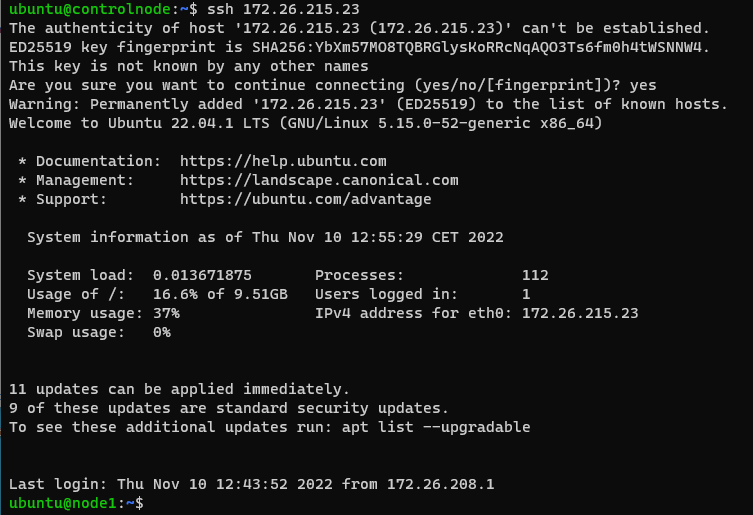 ubuntu@controlnode:~$ ssh 172.26.215.23
The authenticity of host '172.26.215.23 (172.26.215.23)' can't be established.
ED25519 key fingerprint is SHA256:YbXm57MO8TQBRGlysKoRRcNqAQO3Ts6fm0h4tWSNNW4.
This key is not known by any other names
Are you sure you want to continue connecting (yes/no/[fingerprint])? yes
Warning: Permanently added '172.26.215.23' (ED25519) to the list of known hosts.
Welcome to Ubuntu 22.04.1 LTS (GNU/Linux 5.15.0-52-generic x86_64)
* Documentation:  https://help.ubuntu.com
* Management:     https://landscape.canonical.com
* Support:        https://ubuntu.com/advantage
System information as of Thu Nov 10 12:55:29 CET 2022
System load:  0.013671875       Processes:             112
Usage of /:   16.6% of 9.51GB   Users logged in:       1
Memory usage: 37%               IPv4 address for eth0: 172.26.215.23
Swap usage:   0%
11 updates can be applied immediately.
9 of these updates are standard security updates.
To see these additional updates run: apt list --upgradable
Last login: Thu Nov 10 12:43:52 2022 from 172.26.208.1
ubuntu@node1:~$